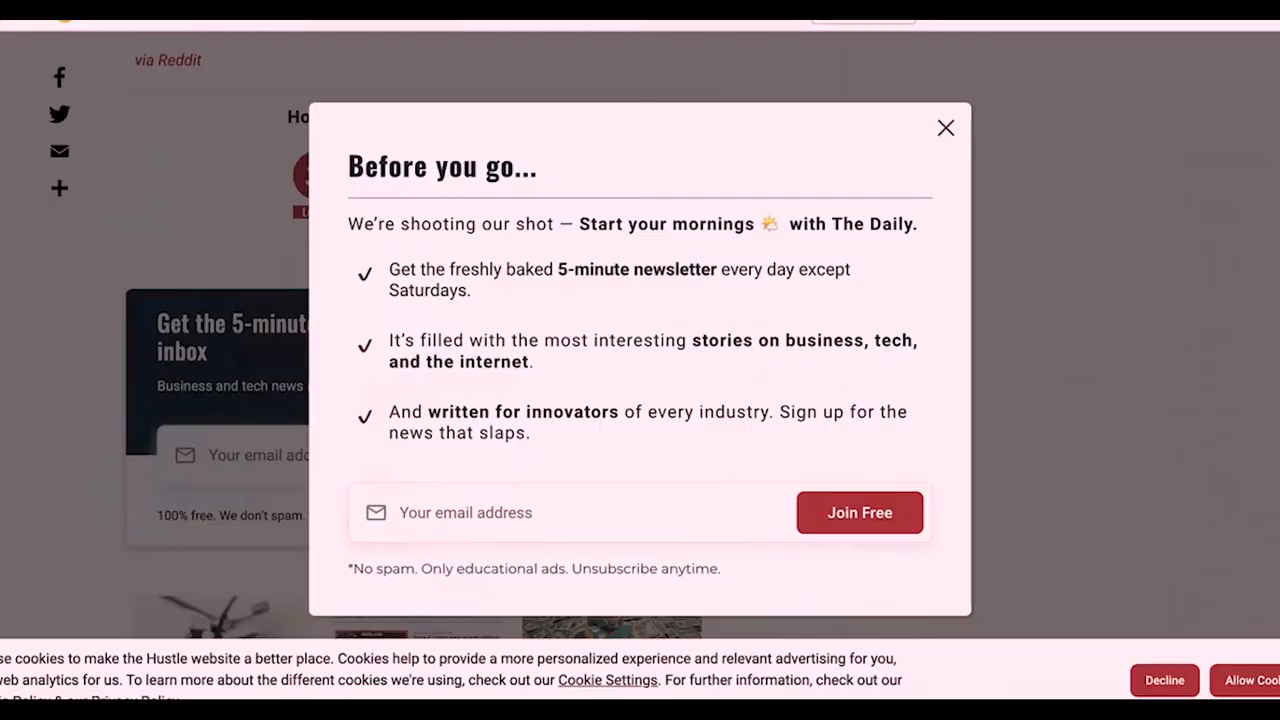 via Reddit
Ho
Before you go...
We're shooting our shot — Start your mornings 🌤️ with The Daily.
Get the freshly baked 5-minute newsletter every day except
Saturdays.
It's filled with the most interesting stories on business, tech,
and the internet.
And written for innovators of every industry. Sign up for the
news that slaps.
Your email address
Join Free
*No spam. Only educational ads. Unsubscribe anytime.
Get the 5-minut
inbox
Business and tech news
Your email add
100% free. We don't spam.
se cookies to make the Hustle website a better place. Cookies help to provide a more personalized experience and relevant advertising for you,
web analytics for us. To learn more about the different cookies we're using, check out our Cookie Settings. For further information, check out our
Policy & our Privacy Policy
Decline
Allow Cook